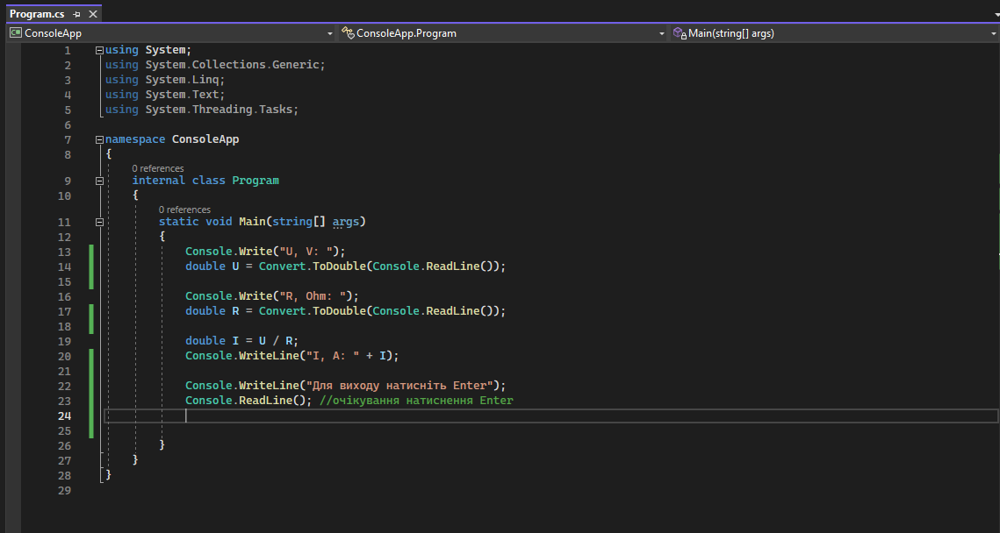 Program.cs
C# ConsoleApp ConsoleApp.Program Main(string[] args)
1 using System;
2 using System.Collections.Generic;
3 using System.Linq;
4 using System.Text;
5 using System.Threading.Tasks;
6
7 namespace ConsoleApp
8 {
0 references
9 internal class Program
10 {
0 references
11 static void Main(string[] args)
12 {
13 Console.Write("U, V: ");
14 double U = Convert.ToDouble(Console.ReadLine());
15
16 Console.Write("R, Ohm: ");
17 double R = Convert.ToDouble(Console.ReadLine());
18
19 double I = U / R;
20 Console.WriteLine("I, A: " + I);
21
22 Console.WriteLine("Для виходу натисніть Enter");
23 Console.ReadLine(); //очікування натиснення Enter
24
25
26 }
27 }
28 }
29